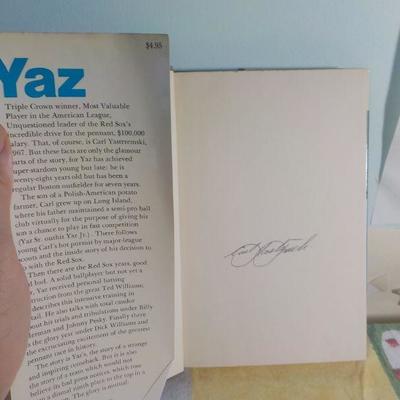 $4.95
Yaz
Triple Crown winner, Most Valuable
Player in the American League,
Unquestioned leader of the Red Sox's
incredible drive for the pennant, $100,000
salary. That, of course, is Carl Yastrzemski,
1967. But these facts are only the glamour
parts of the story, for Yaz has achieved
super-stardom young but late; he is
twenty-eight years old but has been a
regular Boston outfielder for seven years.
The son of a Polish-American potato
farmer, Carl grew up on Long Island,
where his father maintained a semi-pro ball
club virtually for the purpose of giving his
son a chance to play in fast competition
(Yaz Sr. outhit Yaz Jr.). There follows
young Carl's hot pursuit by major-league
scouts and the inside story of his decision to
with the Red Sox.
Then there are the Red Sox years, good
and bad. A solid ballplayer but not yet a
Yaz received personal batting
instruction from the great Ted Williams;
describes this intensive training in
detail. He also talks with total candor
about his trials and tribulations under Billy
Herman and Johnny Pesky. Finally there
is the glory year under Dick Williams and
the excruciating excitement of the greatest
pennant race in history.
The story is Yaz's, the story of a strange
and inspiring comeback. But it is also
the story of a team which would not
believe its bad press notices, which rose
from a dismal ninth place to the top in a
The glory is mutual.
Carl Yastrzemski